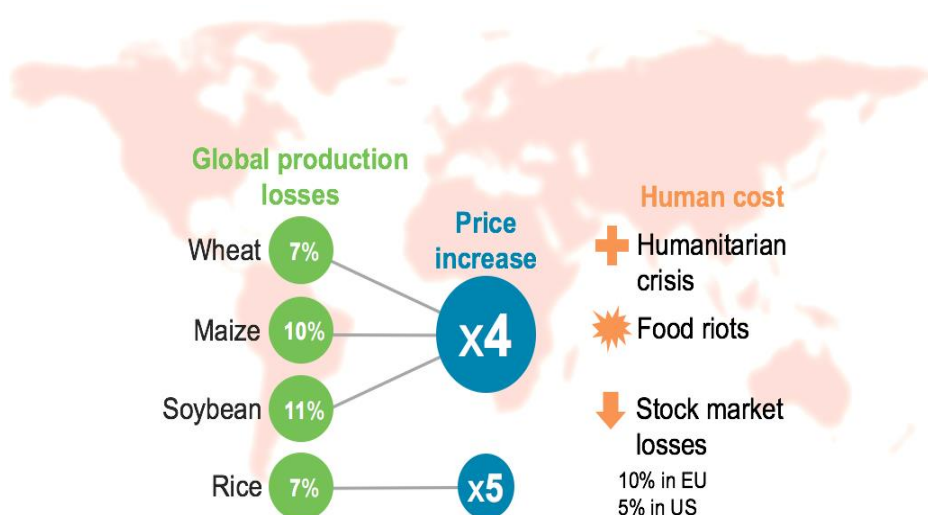 Global production
losses
Wheat 7%
Maize 10%
Soybean 11%
Rice 7%
Price
increase
x4
x5
Human cost
Humanitarian
crisis
Food riots
Stock market
losses
10% in EU
5% in US